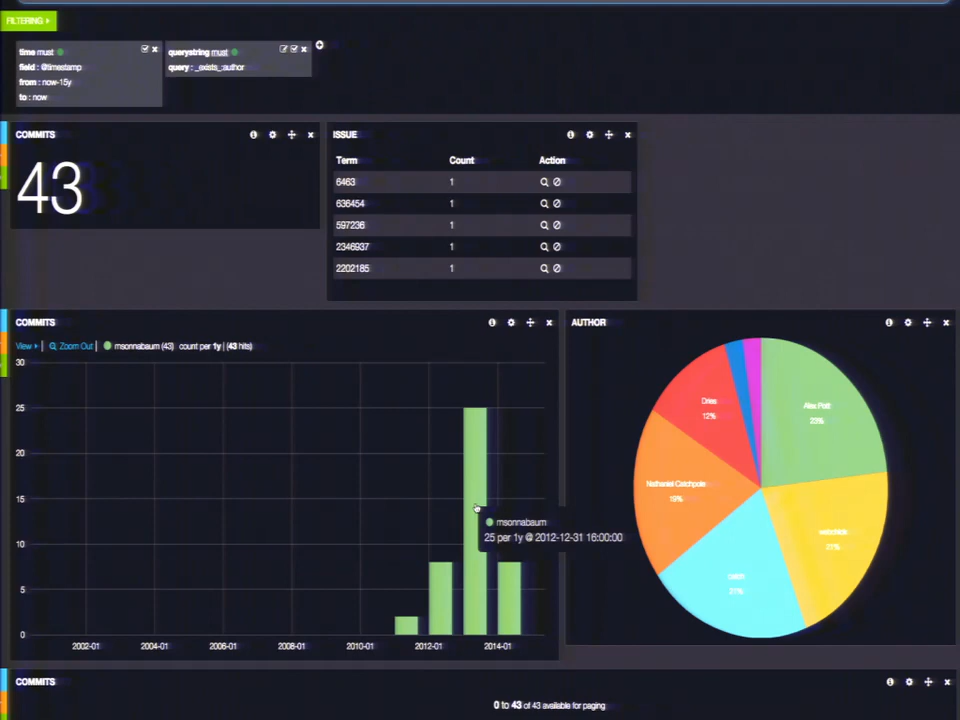 FILTERING
time must
field : @timestamp
from : now-15y
to : now
querystring must
query : _exists_:author
COMMITS
43
ISSUE
Term Count Action
6463 1
636454 1
597236 1
2346937 1
2202185 1
COMMITS
View | Zoom Out | msonnabaum (43) count per 1y | (43 hits)
30
25
20
15
10
5
0
2002-01 2004-01 2006-01 2008-01 2010-01 2012-01 2014-01
msonnabaum
25 per 1y @ 2012-12-31 16:00:00
AUTHOR
Alex Pott
23%
webchick
21%
21%
Nathaniel Catchpole
19%
Dries
12%
COMMITS
0 to 43 of 43 available for paging